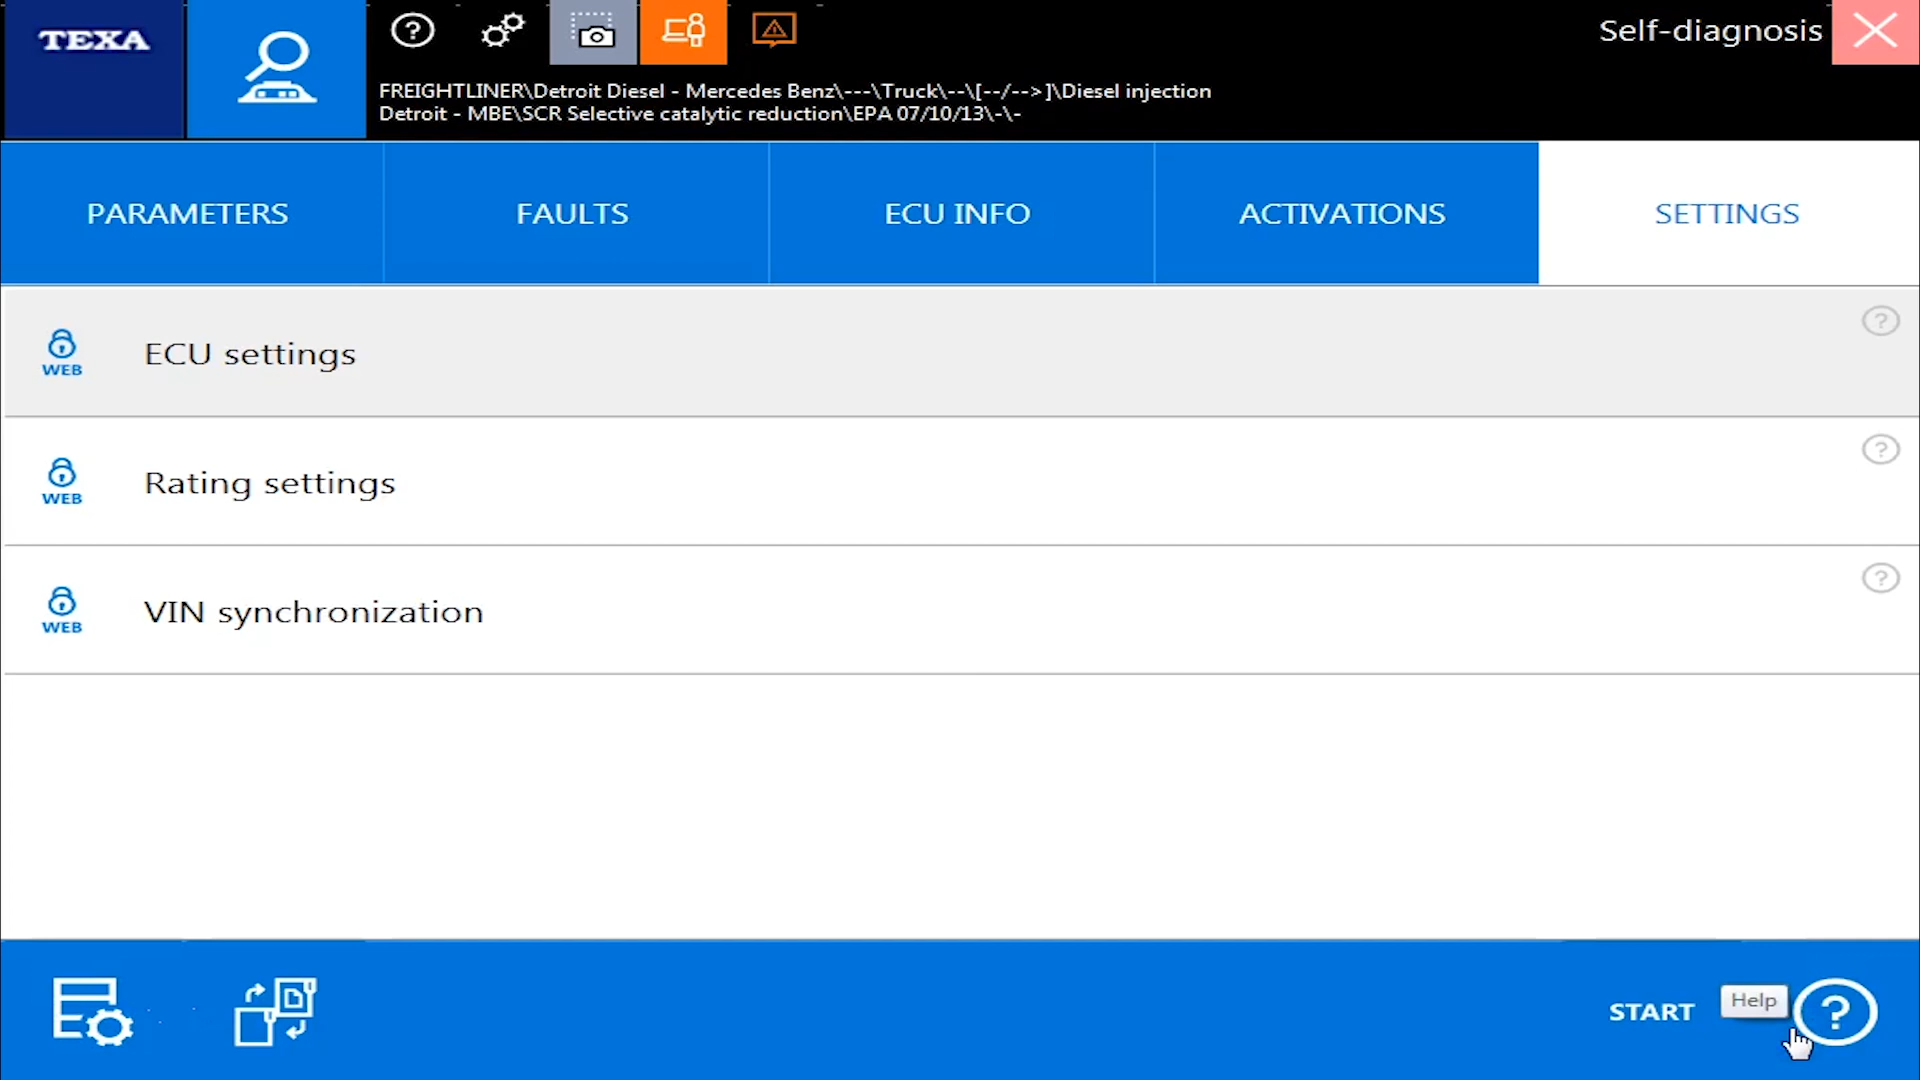 TEXA
?
Self-diagnosis
FREIGHTLINER\Detroit Diesel - Mercedes Benz\---\Truck\--\[--/-->]\Diesel injection
Detroit - MBE\SCR Selective catalytic reduction\EPA 07/10/13\-\-
PARAMETERS
FAULTS
ECU INFO
ACTIVATIONS
SETTINGS
WEB
ECU settings
?
WEB
Rating settings
?
WEB
VIN synchronization
?
START
Help
?